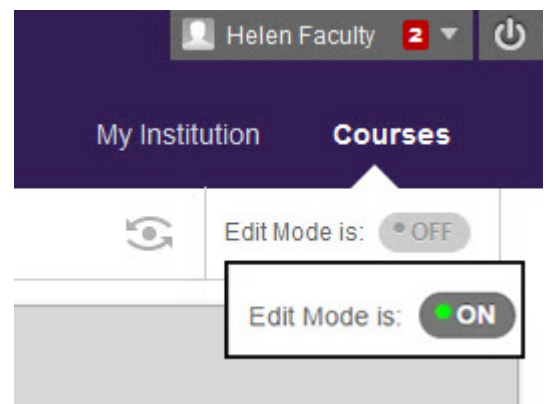 Helen Faculty 2
My Institution Courses
Edit Mode is: OFF
Edit Mode is: ON